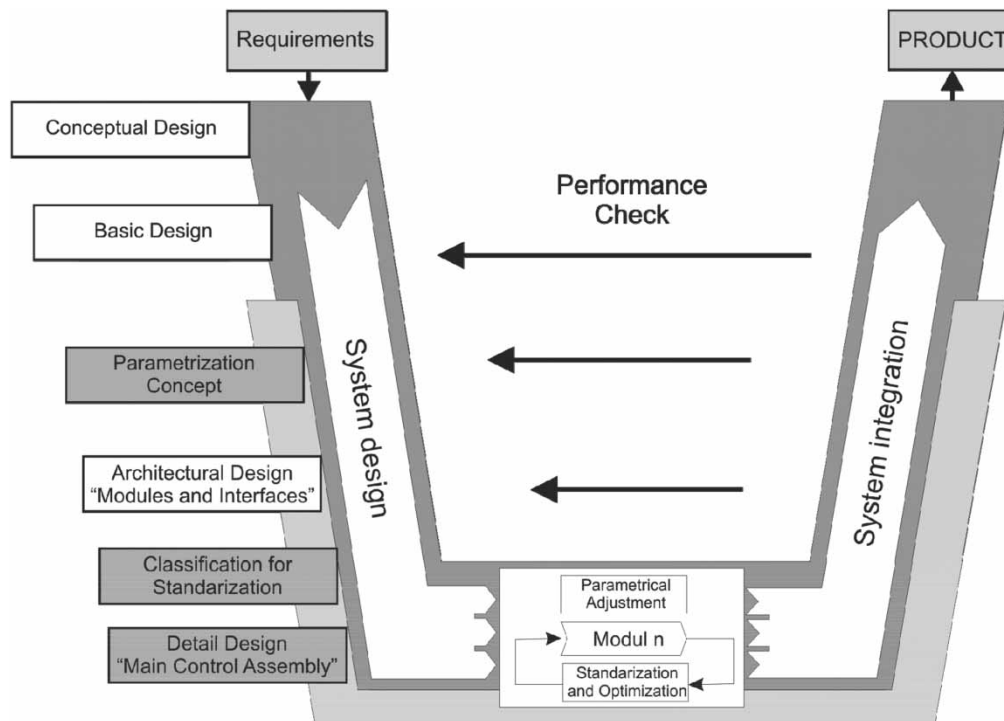 Requirements
PRODUCT
Conceptual Design
Performance
Check
Basic Design
Parametrization
Concept
System design
System integration
Architectural Design
“Modules and Interfaces”
Classification for
Standarization
Detail Design
“Main Control Assembly”
Parametrical
Adjustment
Modul n
Standarization
and Optimization